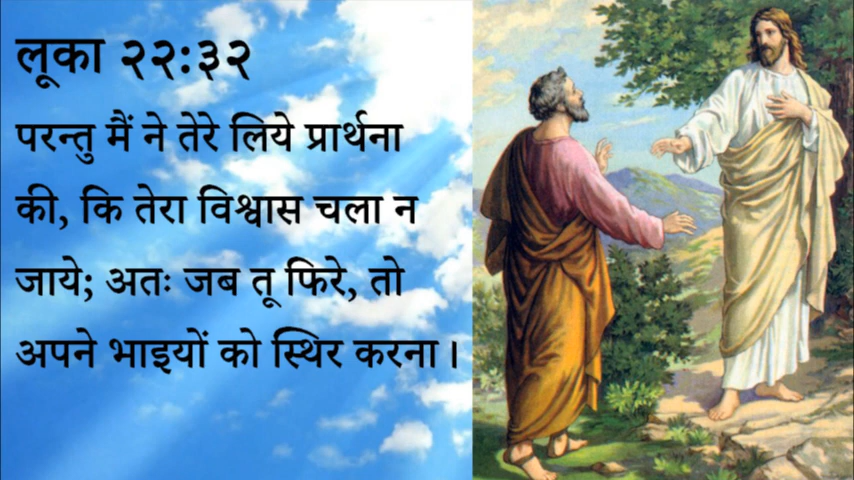 लूका २२:३२
परन्तु मैं ने तेरे लिये प्रार्थना
की, कि तेरा विश्वास चला न
जाये; अतः जब तू फिरे, तो
अपने भाइयों को स्थिर करना।